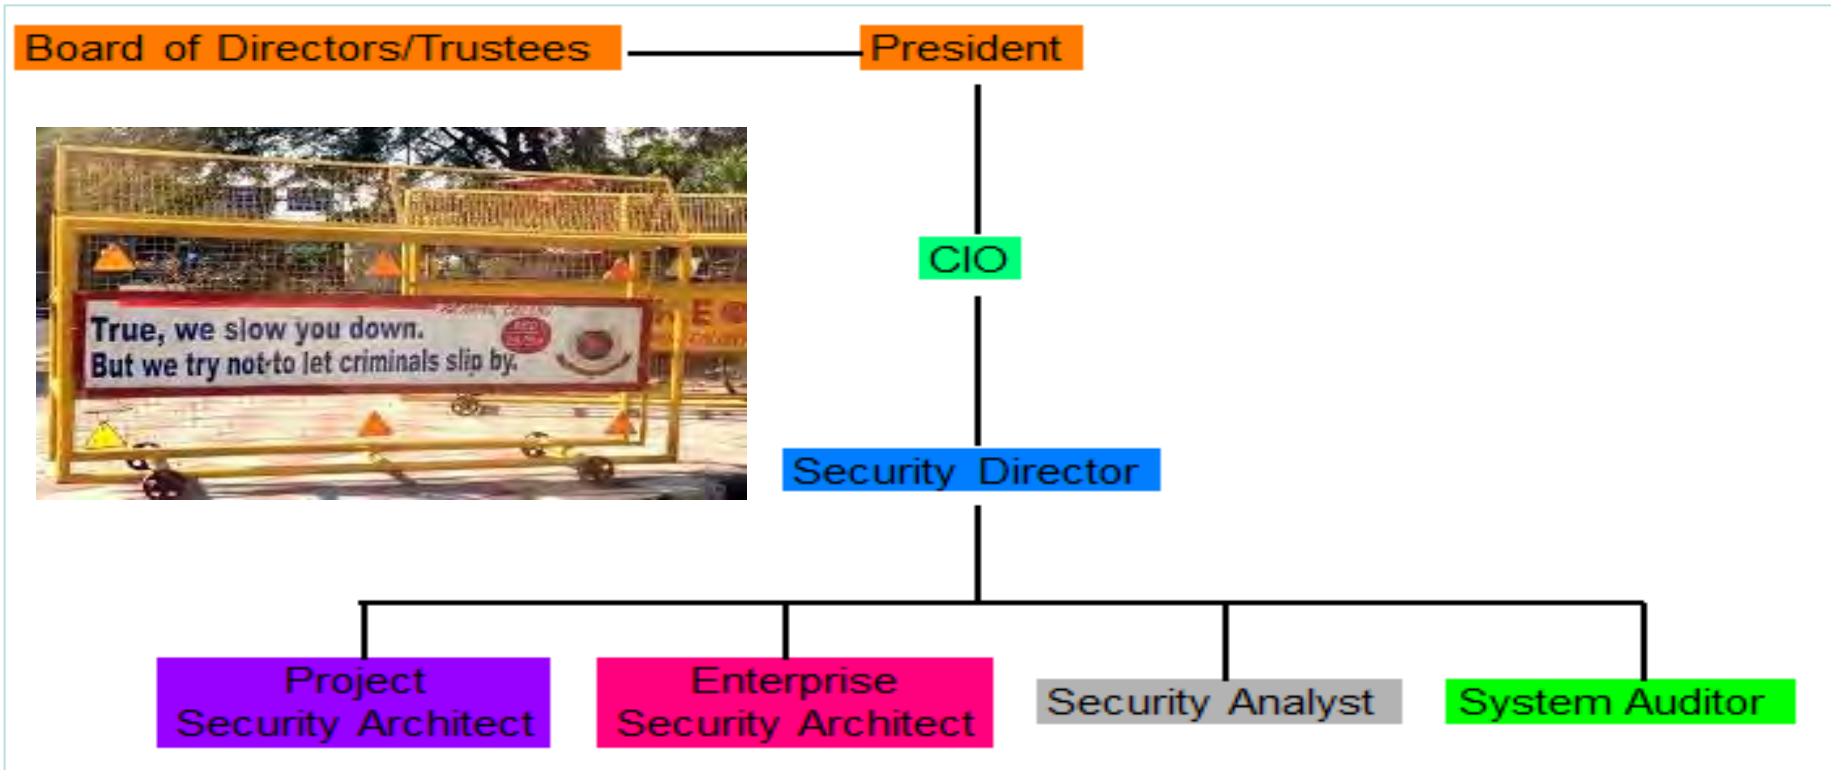 Board of Directors/Trustees
President
True, we slow you down.
But we try not to let criminals slip by.
CIO
Security Director
Project
Security Architect
Enterprise
Security Architect
Security Analyst
System Auditor